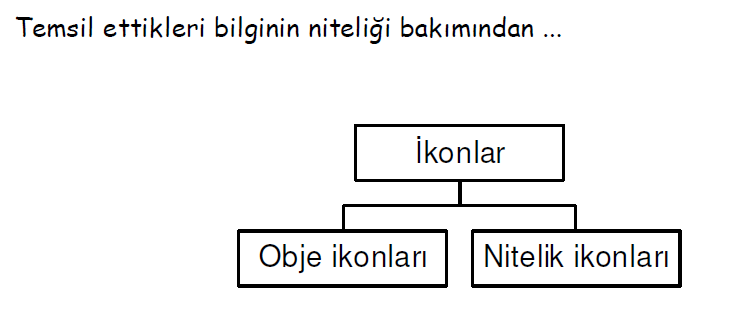 Temsil ettikleri bilginin niteliği bakımından ...
İkonlar
Obje ikonları
Nitelik ikonları